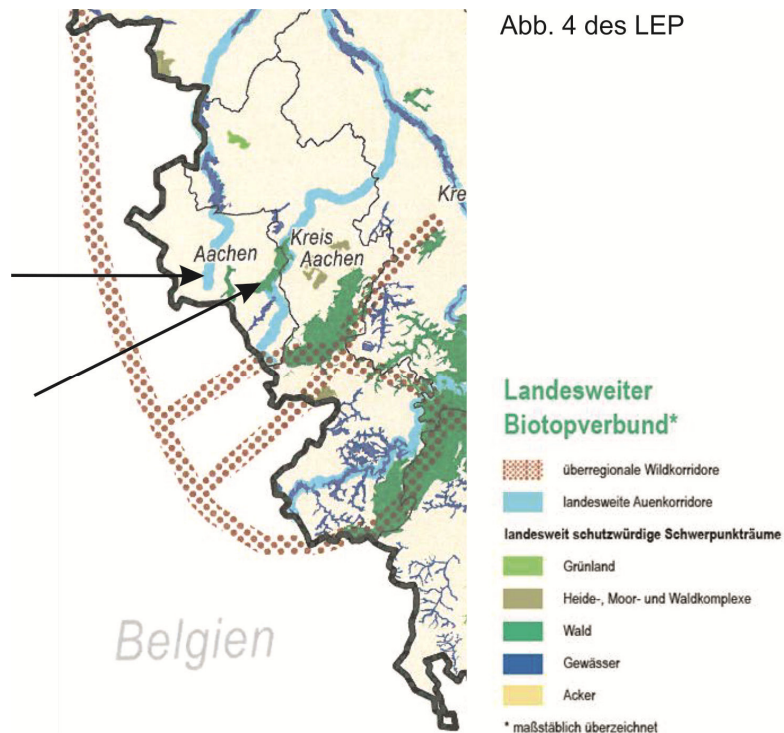 Abb. 4 des LEP
Kre
Aachen
Kreis
Aachen
Belgien
Landesweiter
Biotopverbund*
überregionale Wildkorridore
landesweite Auenkorridore
landesweit schutzwürdige Schwerpunkträume
Grünland
Heide-, Moor- und Waldkomplexe
Wald
Gewässer
Acker
* maßstäblich überzeichnet